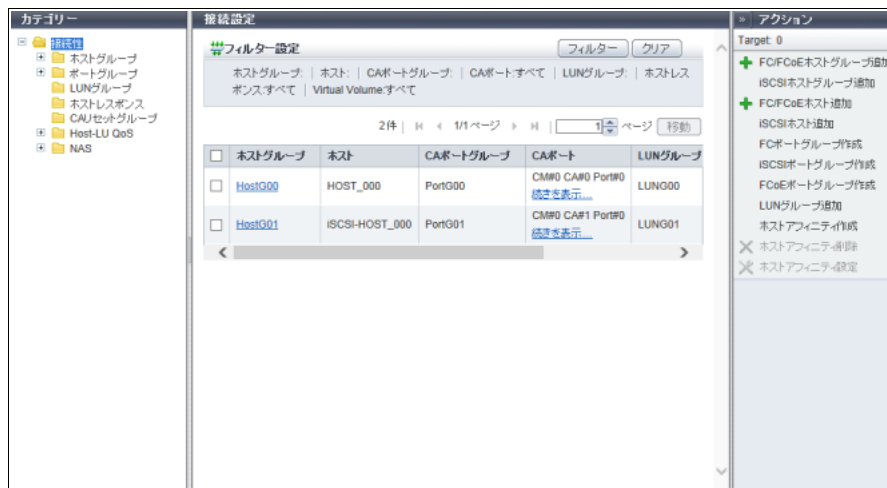 カテゴリー
接続性
ホストグループ
ポートグループ
LUNグループ
ホストレスポンス
CAリセットグループ
Host-LU QoS
NAS
接続設定
フィルター設定
フィルター
クリア
ホストグループ: | ホスト: | CAポートグループ: | CAポート:すべて | LUNグループ: | ホストレス
ポンス:すべて | Virtual Volume:すべて
2件 | 1/1 ページ | 1 ページ 移動
ホストグループ ホスト CAポートグループ CAポート LUNグループ
HostG00 HOST_000 PortG00 CM#0 CA#0 Port#0 LUNG00
続きを表示....
HostG01 iSCSI-HOST_000 PortG01 CM#0 CA#1 Port#0 LUNG01
続きを表示....
» アクション
Target: 0
FC/FCoEホストグループ追加
iSCSIホストグループ追加
FC/FCoEホスト追加
iSCSIホスト追加
FCポートグループ作成
iSCSIポートグループ作成
FCoEポートグループ作成
LUNグループ追加
ホストアフィニティ作成
ホストアフィニティ削除
ホストアフィニティ設定